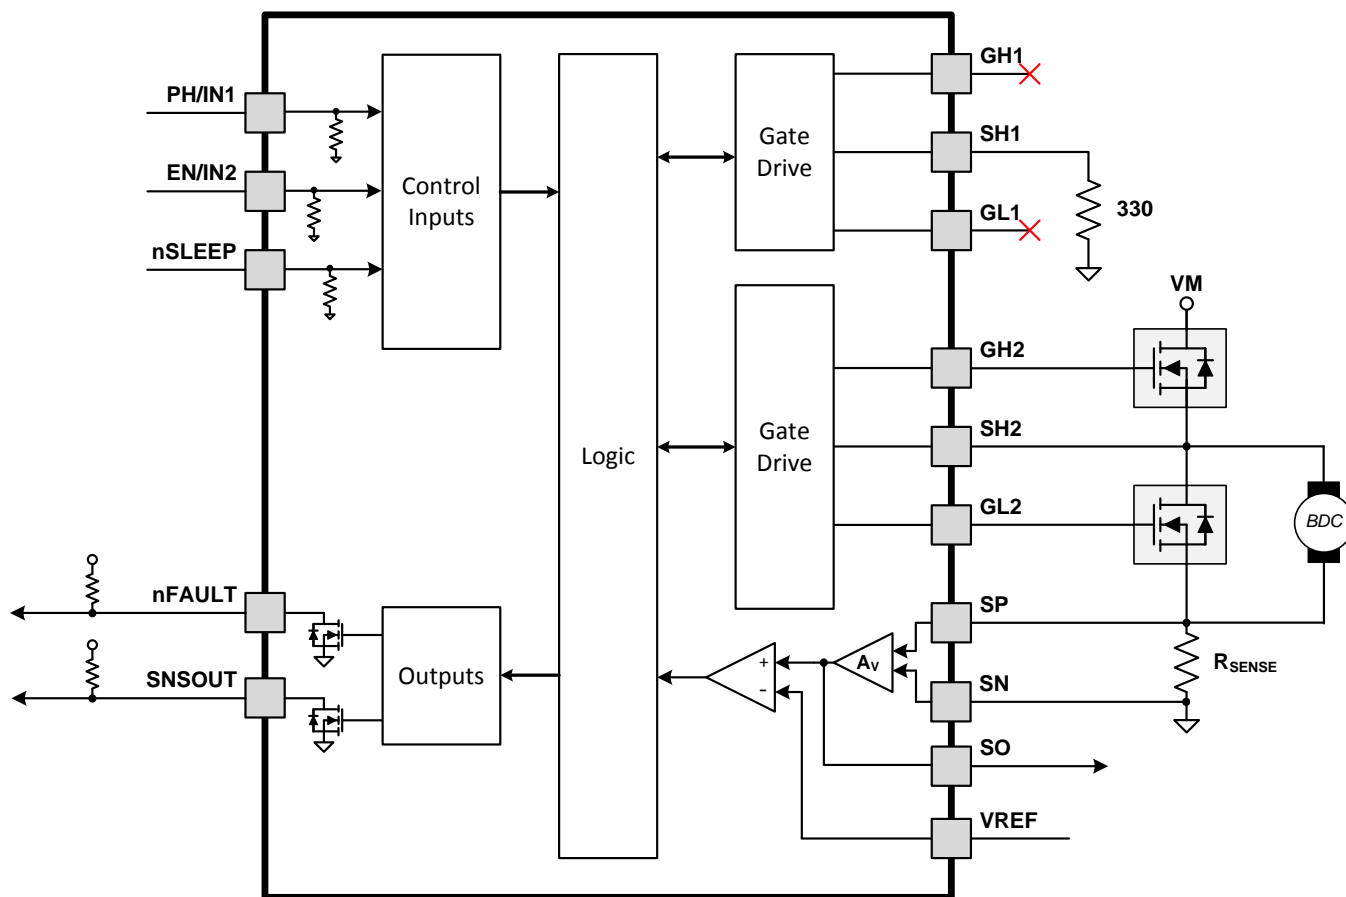 PH/IN1
EN/IN2
nSLEEP
Control
Inputs
Logic
Gate
Drive
GH1
SH1
GL1
330
Gate
Drive
GH2
SH2
GL2
VM
BDC
nFAULT
SNSOUT
Outputs
+
-
AV
SP
SN
RSENSE
SO
VREF